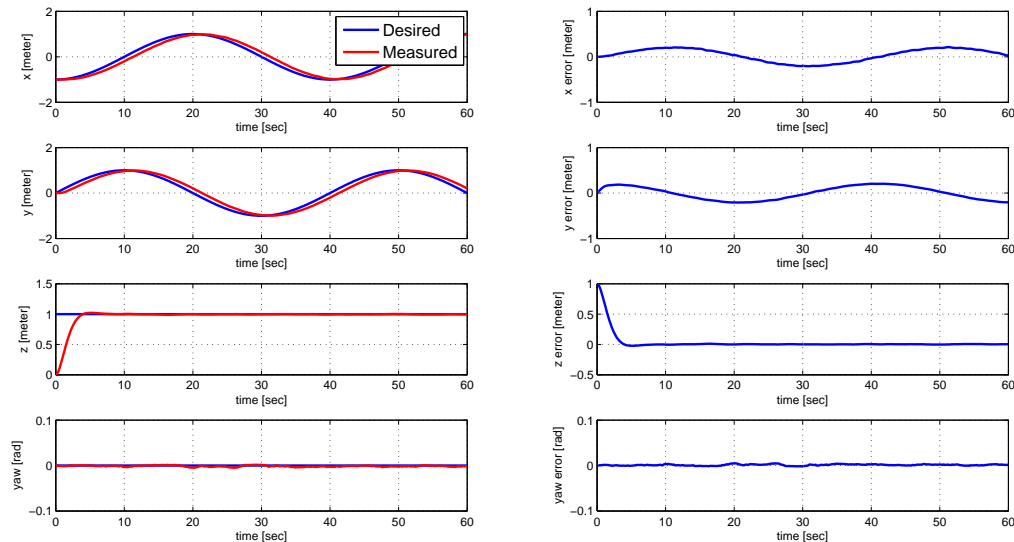 2
0
−2
x [meter]
0 10 20 30 40 50 60
time [sec]
Desired
Measured
1
0
−1
x error [meter]
0 10 20 30 40 50 60
time [sec]
2
0
−2
y [meter]
0 10 20 30 40 50 60
time [sec]
1
0
−1
y error [meter]
0 10 20 30 40 50 60
time [sec]
1.5
1
0.5
0
z [meter]
0 10 20 30 40 50 60
time [sec]
1
0.5
0
−0.5
z error [meter]
0 10 20 30 40 50 60
time [sec]
0.1
0
−0.1
yaw [rad]
0 10 20 30 40 50 60
time [sec]
0.1
0
−0.1
yaw error [rad]
0 10 20 30 40 50 60
time [sec]